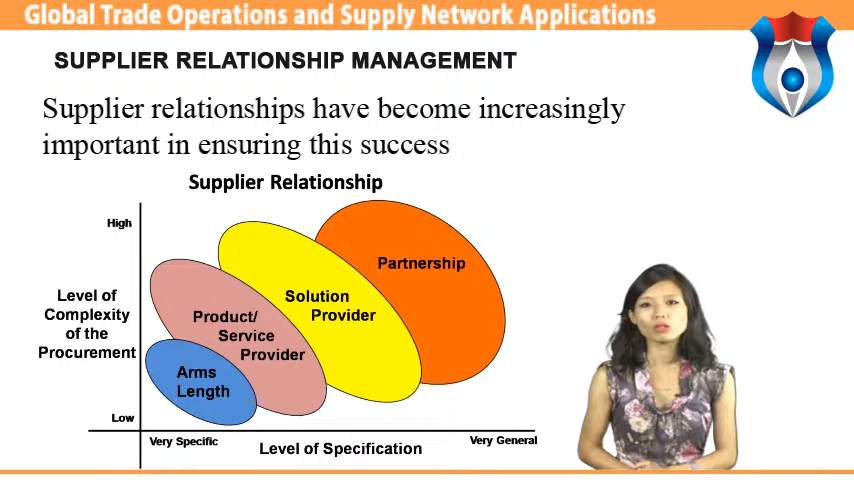 Global Trade Operations and Supply Network Applications
SUPPLIER RELATIONSHIP MANAGEMENT
Supplier relationships have become increasingly
important in ensuring this success
Supplier Relationship
High
Level of
Complexity
of the
Procurement
Low
Partnership
Solution
Provider
Product/
Service
Provider
Arms
Length
Very Specific
Level of Specification
Very General